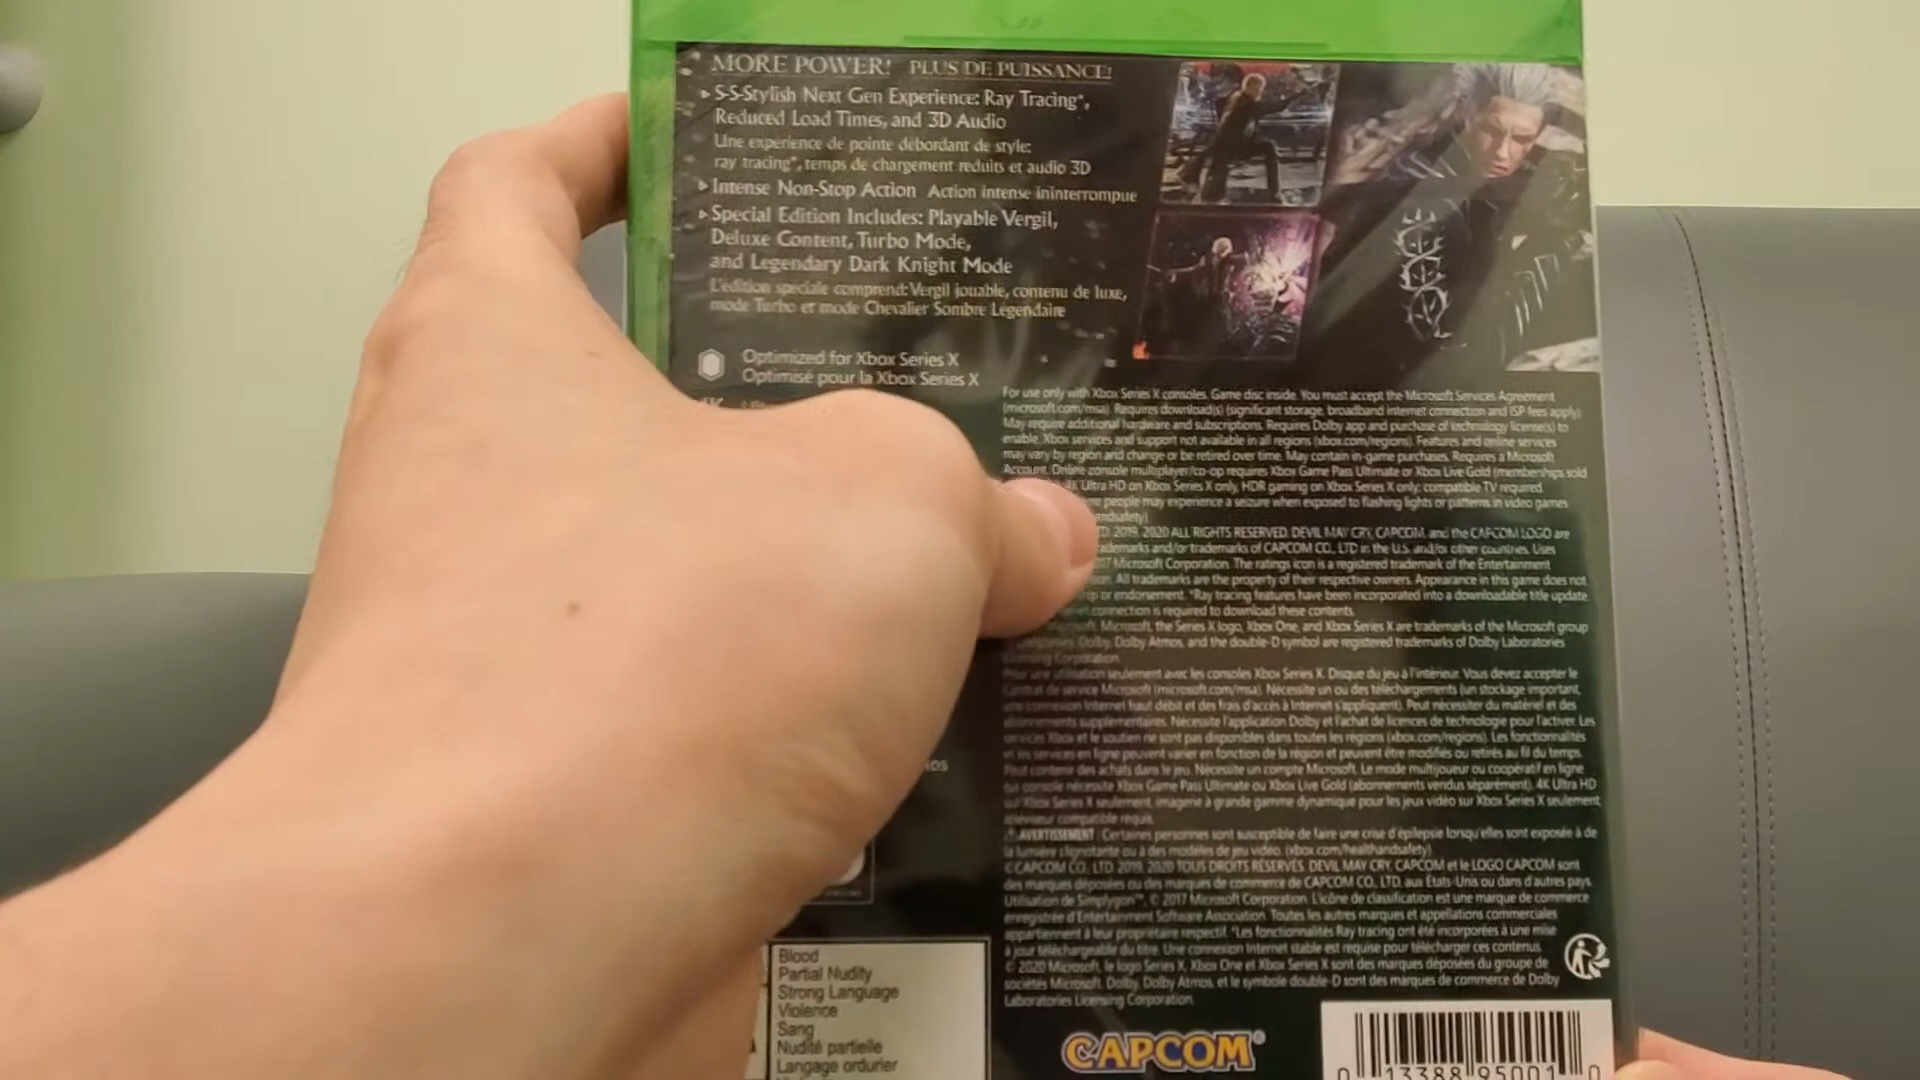 MORE POWER! PLUS DE PUISSANCE!
S-S-Stylish Next Gen Experience: Ray Tracing*,
Reduced Load Times, and 3D Audio
Une expérience de pointe débordant de style:
ray tracing*, temps de chargement reduits et audio 3D
Intense Non-Stop Action Action intense ininterrompue
Special Edition Includes: Playable Vergil,
Deluxe Content, Turbo Mode,
and Legendary Dark Knight Mode
L'édition spéciale comprend: Vergil jouable, contenu de luxe,
mode Turbo et mode Chevalier Sombre Légendaire
Optimized for Xbox Series X
Optimisé pour la Xbox Series X
4K
For use only with Xbox Series X consoles. Game disc inside. You must accept the Microsoft Services Agreement
(microsoft.com/msa). Requires download(s) (significant storage, broadband internet connection and ISP fees apply).
May require additional hardware and subscriptions. Requires Dolby app and purchase of technology license(s) to
enable. Xbox services and support not available in all regions (xbox.com/regions). Features and online services
may vary by region and change or be retired over time. May contain in-game purchases. Requires a Microsoft
Account. Online console multiplayer/co-op requires Xbox Game Pass Ultimate or Xbox Live Gold (memberships sold
4K Ultra HD on Xbox Series X only, HDR gaming on Xbox Series X only; compatible TV required.
people may experience a seizure when exposed to flashing lights or patterns in video games
andsafety)
2019, 2020 ALL RIGHTS RESERVED. DEVIL MAY CRY, CAPCOM, and the CAPCOM LOGO are
trademarks and/or trademarks of CAPCOM CO., LTD in the U.S. and/or other countries. Uses
Microsoft Corporation. The ratings icon is a registered trademark of the Entertainment
All trademarks are the property of their respective owners. Appearance in this game does not
or endorsement. *Ray tracing features have been incorporated into a downloadable title update.
connection is required to download these contents.
Microsoft, the Series X logo, Xbox One, and Xbox Series X are trademarks of the Microsoft group
Dolby, Dolby Atmos, and the double-D symbol are registered trademarks of Dolby Laboratories
Licensing Corporation.
Pour une utilisation seulement avec les consoles Xbox Series X. Disque du jeu à l'intérieur. Vous devez accepter le
Contrat de service Microsoft (microsoft.com/msa). Nécessite un ou des téléchargements (un stockage important,
une connexion Internet haut débit et des frais d'accès à Internet s'appliquent). Peut nécessiter du matériel et des
abonnements supplémentaires. Nécessite l'application Dolby et l'achat de licences de technologie pour l'activer. Les
services Xbox et le soutien ne sont pas disponibles dans toutes les régions (xbox.com/regions). Les fonctionnalités
et les services en ligne peuvent varier en fonction de la région et peuvent être modifiés ou retirés au fil du temps.
Peut contenir des achats dans le jeu. Nécessite un compte Microsoft. Le mode multijoueur ou coopératif en ligne
sur console nécessite Xbox Game Pass Ultimate ou Xbox Live Gold (abonnements vendus séparément). 4K Ultra HD
sur Xbox Series X seulement, imagerie à grande gamme dynamique pour les jeux vidéo sur Xbox Series X seulement
téléviseur compatible requis.
AVERTISSEMENT : Certaines personnes sont susceptible de faire une crise d'épilepsie lorsqu'elles sont exposée à de
la lumière clignotante ou à des modèles de jeu vidéo. (xbox.com/healthandsafety)
© CAPCOM CO., LTD. 2019, 2020 TOUS DROITS RÉSERVÉS. DEVIL MAY CRY, CAPCOM et le LOGO CAPCOM sont
des marques déposées ou des marques de commerce de CAPCOM CO., LTD. aux États-Unis ou dans d'autres pays.
Utilisation de Simplygon™, © 2017 Microsoft Corporation. L'icône de classification est une marque de commerce
enregistrée d'Entertainment Software Association. Toutes les autres marques et appellations commerciales
appartiennent à leur propriétaire respectif. *Les fonctionnalités Ray tracing ont été incorporées à une mise
à jour téléchargeable du titre. Une connexion Internet stable est requise pour télécharger ces contenus.
© 2020 Microsoft, le logo Series X, Xbox One et Xbox Series X sont des marques déposées du groupe de
sociétés Microsoft. Dolby, Dolby Atmos, et le symbole double-D sont des marques de commerce de Dolby
Laboratories Licensing Corporation.
Blood
Partial Nudity
Strong Language
Violence
Sang
Nudité partielle
Langage ordurier
CAPCOM
0 13388 95001 0